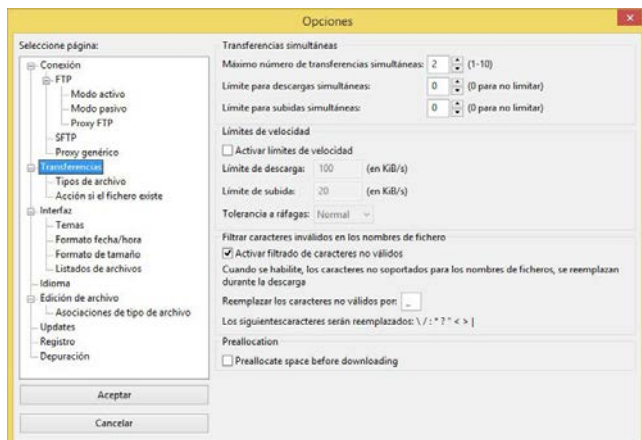 Opciones
Seleccione página:
Conexión
FTP
Modo activo
Modo pasivo
Proxy FTP
SFTP
Proxy genérico
Transferencias
Tipos de archivo
Acción si el fichero existe
Interfaz
Temas
Formato fecha/hora
Formato de tamaño
Listados de archivos
Idioma
Edición de archivo
Asociaciones de tipo de archivo
Updates
Registro
Depuración
Aceptar
Cancelar
Transferencias simultáneas
Máximo número de transferencias simultáneas: 2 (1-10)
Límite para descargas simultáneas: 0 (0 para no limitar)
Límite para subidas simultáneas: 0 (0 para no limitar)
Límites de velocidad
Activar límites de velocidad
Límite de descarga: 100 (en KiB/s)
Límite de subida: 20 (en KiB/s)
Tolerancia a ráfagas: Normal
Filtrar caracteres inválidos en los nombres de fichero
Activar filtrado de caracteres no válidos
Cuando se habilite, los caracteres no soportados para los nombres de ficheros, se reemplazan
durante la descarga
Reemplazar los caracteres no válidos por: _
Los siguientescaracteres serán reemplazados: \ / : * ? " < > |
Preallocation
Preallocate space before downloading